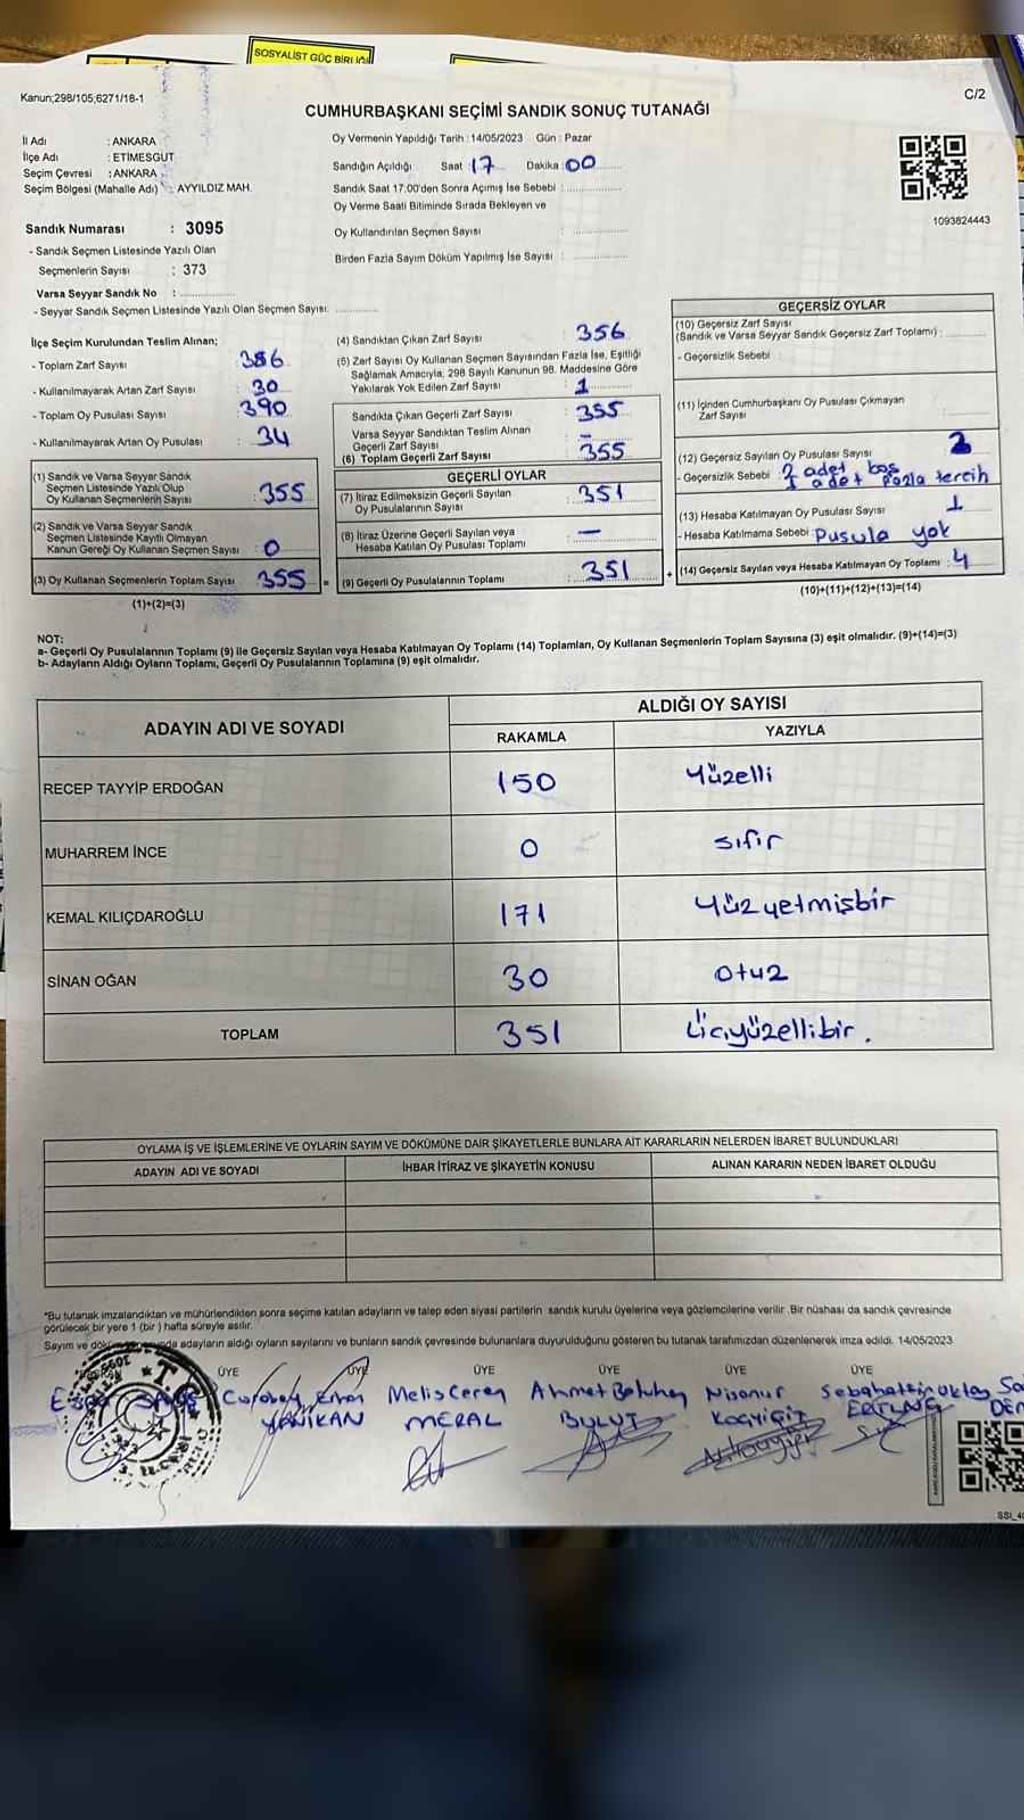 SOSYALİST GÜÇ BİRLİĞİ
Kanun;298/105;6271/18-1
C/2
CUMHURBAŞKANI SEÇİMİ SANDIK SONUÇ TUTANAĞI
İl Adı : ANKARA
İlçe Adı : ETİMESGUT
Seçim Çevresi : ANKARA
Seçim Bölgesi (Mahalle Adı) : AYYILDIZ MAH.
Oy Vermenin Yapıldığı Tarih : 14/05/2023 Gün : Pazar
Sandığın Açıldığı Saat 17 Dakika 00
Sandık Saat 17.00'den Sonra Açımış İse Sebebi :
Oy Verme Saati Bitiminde Sırada Bekleyen ve
Oy Kullandırılan Seçmen Sayısı :
Birden Fazla Sayım Döküm Yapılmış İse Sayısı :
1093824443
Sandık Numarası : 3095
- Sandık Seçmen Listesinde Yazılı Olan
Seçmenlerin Sayısı : 373
Varsa Seyyar Sandık No :
- Seyyar Sandık Seçmen Listesinde Yazılı Olan Seçmen Sayısı:
İlçe Seçim Kurulundan Teslim Alınan;
- Toplam Zarf Sayısı : 386
- Kullanılmayarak Artan Zarf Sayısı : 30
- Toplam Oy Pusulası Sayısı : 390
- Kullanılmayarak Artan Oy Pusulası : 34
(1) Sandık ve Varsa Seyyar Sandık
Seçmen Listesinde Yazılı Olup
Oy Kullanan Seçmenlerin Sayısı : 355
(2) Sandık ve Varsa Seyyar Sandık
Seçmen Listesinde Kayıtlı Olmayan
Kanun Gereği Oy Kullanan Seçmen Sayısı : 0
(3) Oy Kullanan Seçmenlerin Toplam Sayısı 355 =
(1)+(2)=(3)
(4) Sandıktan Çıkan Zarf Sayısı : 356
(5) Zarf Sayısı Oy Kullanan Seçmen Sayısından Fazla İse, Eşitliği
Sağlamak Amacıyla, 298 Sayılı Kanunun 98. Maddesine Göre
Yakılarak Yok Edilen Zarf Sayısı : 1
Sandıkta Çıkan Geçerli Zarf Sayısı : 355
Varsa Seyyar Sandıktan Teslim Alınan
Geçerli Zarf Sayısı : -
(6) Toplam Geçerli Zarf Sayısı : 355
GEÇERLİ OYLAR
(7) İtiraz Edilmeksizin Geçerli Sayılan
Oy Pusulalarının Sayısı : 351
(8) İtiraz Üzerine Geçerli Sayılan veya
Hesaba Katılan Oy Pusulası Toplamı : —
(9) Geçerli Oy Pusulalarının Toplamı : 351 +
GEÇERSİZ OYLAR
(10) Geçersiz Zarf Sayısı
(Sandık ve Varsa Seyyar Sandık Geçersiz Zarf Toplamı) :
- Geçersizlik Sebebi :
(11) İçinden Cumhurbaşkanı Oy Pusulası Çıkmayan
Zarf Sayısı :
(12) Geçersiz Sayılan Oy Pusulası Sayısı : 3
- Geçersizlik Sebebi : 2 adet boş
1 adet fazla tercih
(13) Hesaba Katılmayan Oy Pusulası Sayısı : 1
- Hesaba Katılmama Sebebi : Pusula yok
(14) Geçersiz Sayılan veya Hesaba Katılmayan Oy Toplamı : 4
(10)+(11)+(12)+(13)=(14)
NOT:
a- Geçerli Oy Pusulalarının Toplamı (9) ile Geçersiz Sayılan veya Hesaba Katılmayan Oy Toplamı (14) Toplamları, Oy Kullanan Seçmenlerin Toplam Sayısına (3) eşit olmalıdır. (9)+(14)=(3)
b- Adayların Aldığı Oyların Toplamı, Geçerli Oy Pusulalarının Toplamına (9) eşit olmalıdır.
ADAYIN ADI VE SOYADI
ALDIĞI OY SAYISI
RAKAMLA YAZIYLA
RECEP TAYYİP ERDOĞAN 150 Yüzelli
MUHARREM İNCE 0 sıfır
KEMAL KILIÇDAROĞLU 171 Yüzyetmişbir
SİNAN OĞAN 30 Otuz
TOPLAM 351 Üçyüzellibir.
OYLAMA İŞ VE İŞLEMLERİNE VE OYLARIN SAYIM VE DÖKÜMÜNE DAİR ŞİKAYETLERLE BUNLARA AİT KARARLARIN NELERDEN İBARET BULUNDUKLARI
ADAYIN ADI VE SOYADI İHBAR İTİRAZ VE ŞİKAYETİN KONUSU ALINAN KARARIN NEDEN İBARET OLDUĞU
*Bu tutanak imzalandıktan ve mühürlendikten sonra seçime katılan adayların ve talep eden siyasi partilerin sandık kurulu üyelerine veya gözlemcilerine verilir. Bir nüshası da sandık çevresinde
görülecek bir yere 1 (bir) hafta süreyle asılır.
Sayım ve adayların aldığı oyların sayılarını ve bunların sandık çevresinde bulunanlara duyurulduğunu gösteren bu tutanak tarafımızdan düzenlenerek imza edildi. 14/05/2023
ÜYE ÜYE ÜYE ÜYE ÜYE ÜYE
Melis Ceren Ahmet Batuhan Nisanur Sebahattin Oktay
YANIKAN MERAL BULUT KOÇYİĞİT ERTUNÇ